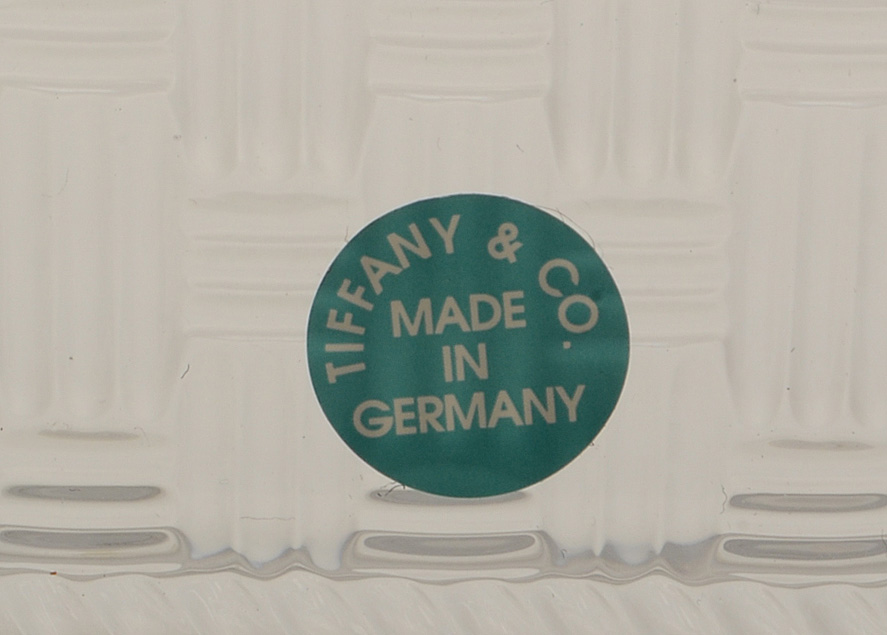 TIFFANY & CO.
MADE
IN
GERMANY